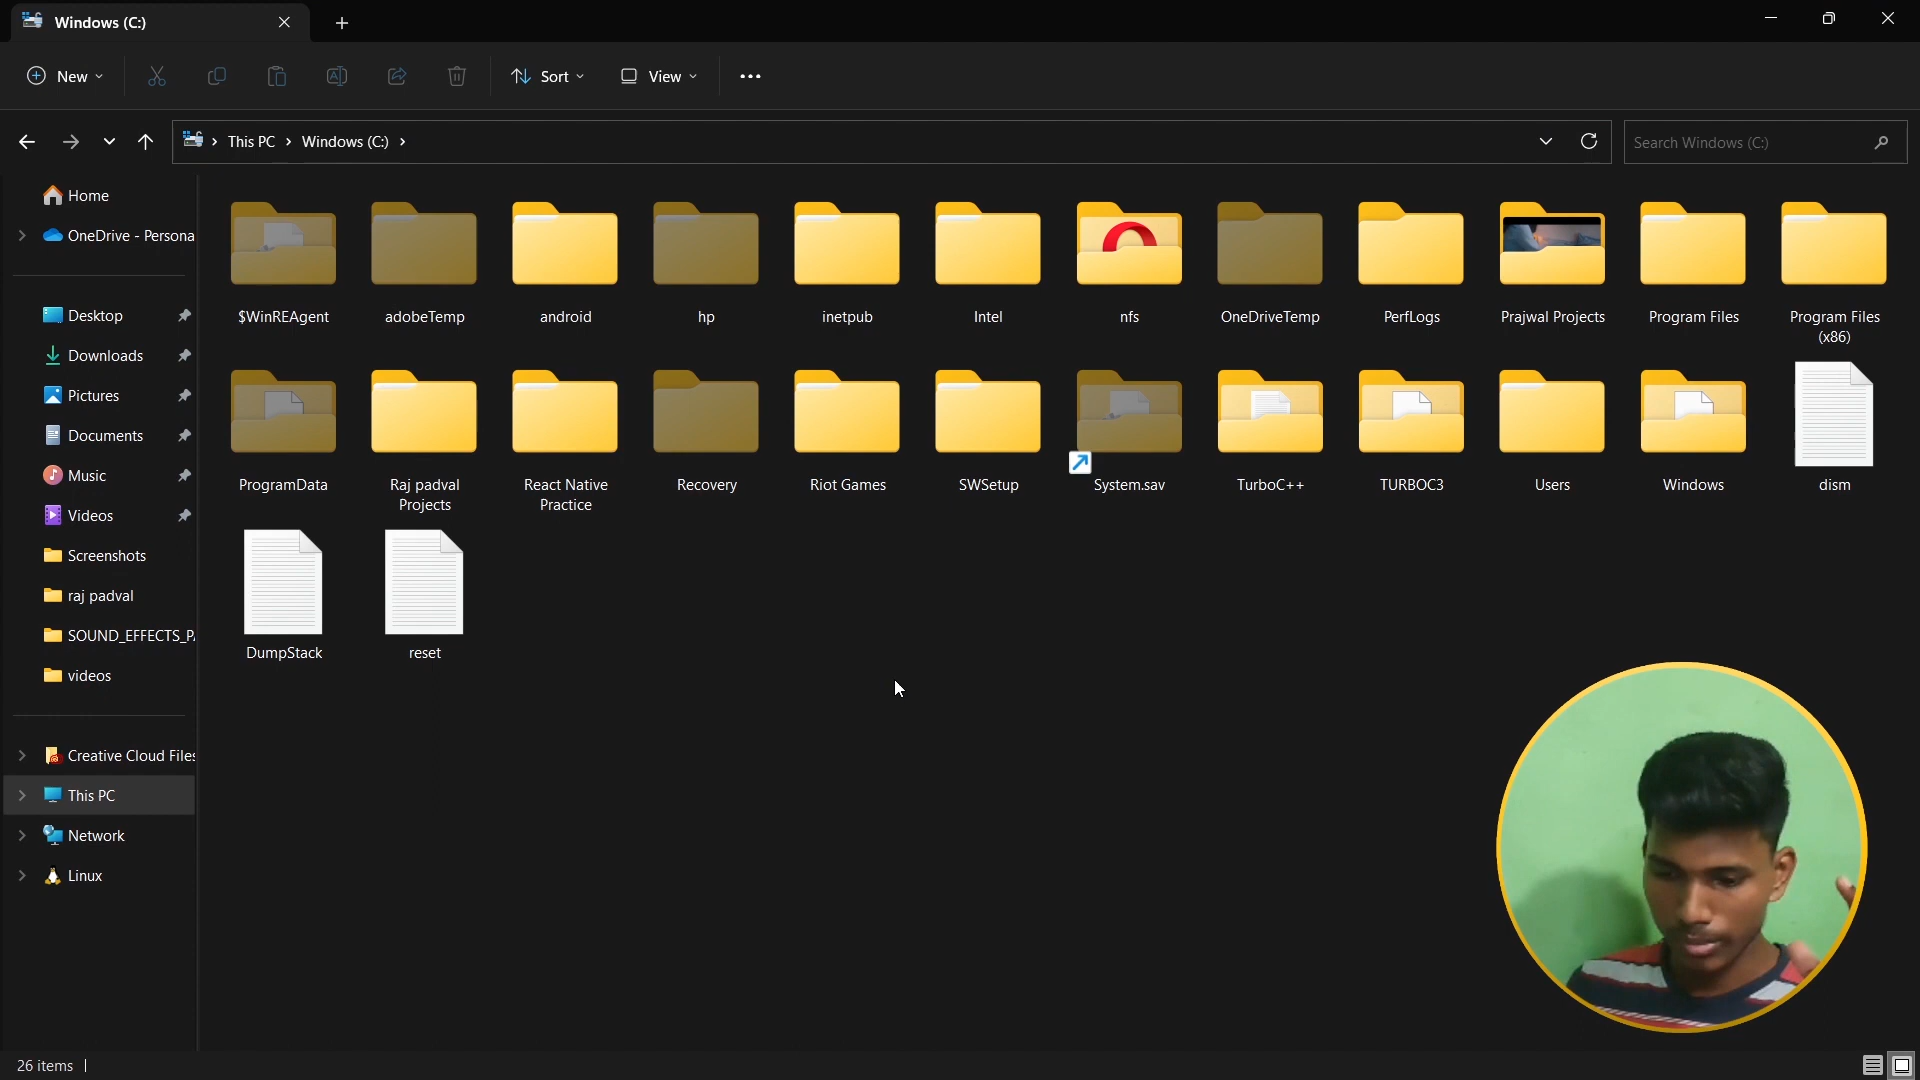 Windows (C:)
New
Sort
View
This PC
Windows (C:)
Search Windows (C:)
Home
OneDrive - Persona
Desktop
Downloads
Pictures
Documents
Music
Videos
Screenshots
raj padval
SOUND_EFFECTS_P
videos
Creative Cloud Files
This PC
Network
Linux
$WinREAgent
adobeTemp
android
hp
inetpub
Intel
nfs
OneDriveTemp
PerfLogs
Prajwal Projects
Program Files
Program Files
(x86)
ProgramData
Raj padval
Projects
React Native
Practice
Recovery
Riot Games
SWSetup
System.sav
TurboC++
TURBOC3
Users
Windows
dism
DumpStack
reset
26 items